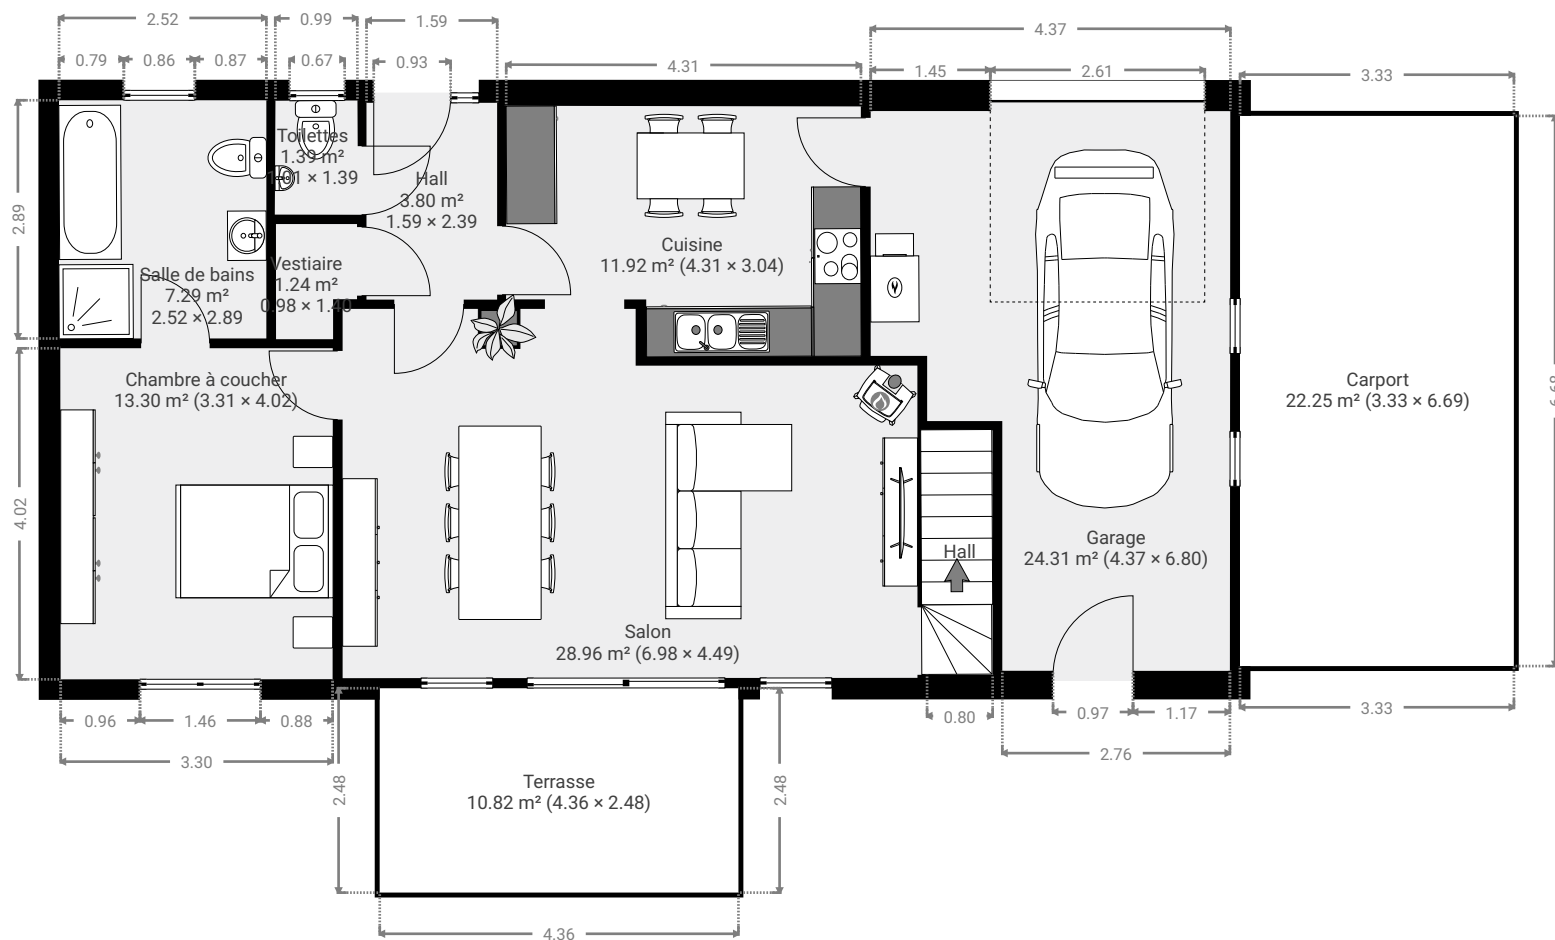 2.52
0.99
1.59
4.37
0.79
0.86
0.87
0.67
0.93
4.31
1.45
2.61
3.33
Toilettes
1.39 m²
1.01 × 1.39
Hall
3.80 m²
1.59 × 2.39
2.89
Cuisine
11.92 m² (4.31 × 3.04)
Salle de bains
7.29 m²
2.52 × 2.89
Vestiaire
1.24 m²
0.98 × 1.40
Chambre à coucher
13.30 m² (3.31 × 4.02)
Carport
22.25 m² (3.33 × 6.69)
4.02
Hall
Garage
24.31 m² (4.37 × 6.80)
Salon
28.96 m² (6.98 × 4.49)
0.96
1.46
0.88
0.80
0.97
1.17
3.33
3.30
2.76
2.48
2.48
Terrasse
10.82 m² (4.36 × 2.48)
4.36